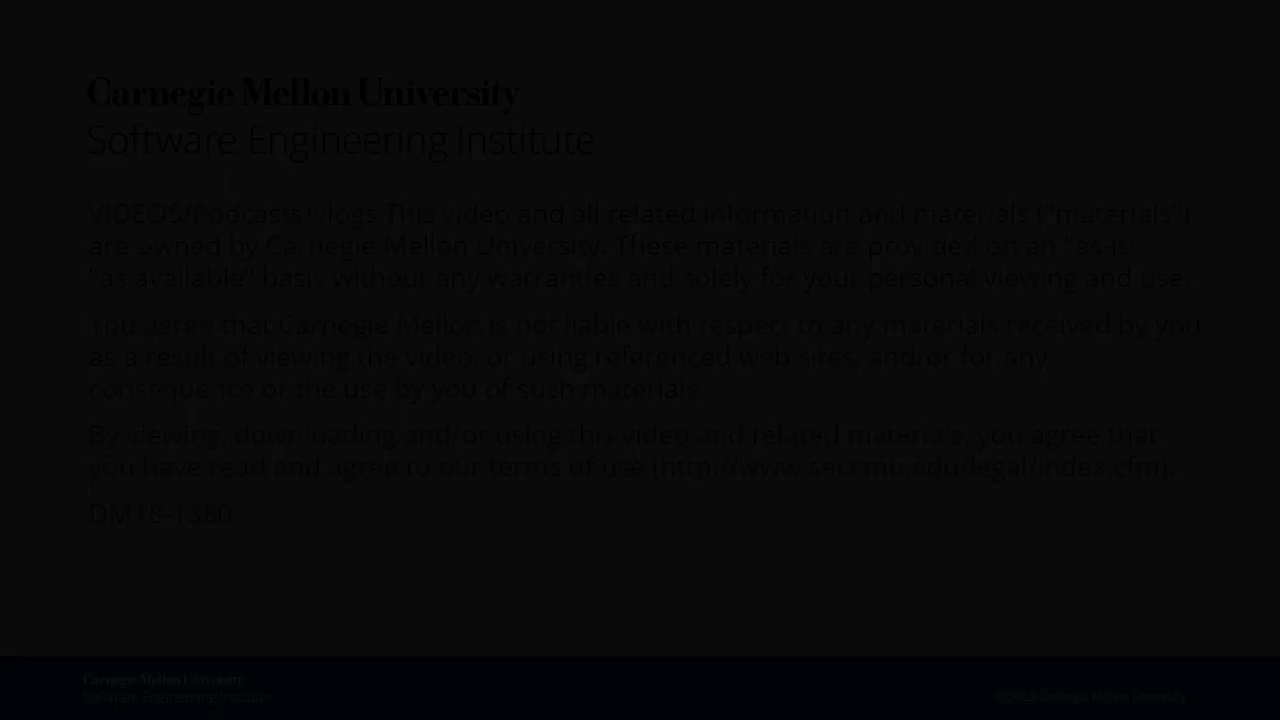 Carnegie Mellon University
Software Engineering Institute
VIDEOS/Podcasts/vlogs This video and all related information and materials ("materials")
are owned by Carnegie Mellon University. These materials are provided on an "as-is"
"as available" basis without any warranties and solely for your personal viewing and use.
You agree that Carnegie Mellon is not liable with respect to any materials received by you
as a result of viewing the video, or using referenced web sites, and/or for any
consequence or the use by you of such materials.
By viewing, downloading and/or using this video and related materials, you agree that
you have read and agree to our terms of use (http://www.sei.cmu.edu/legal/index.cfm).
DM18-1380
Carnegie Mellon University
Software Engineering Institute
©2018 Carnegie Mellon University